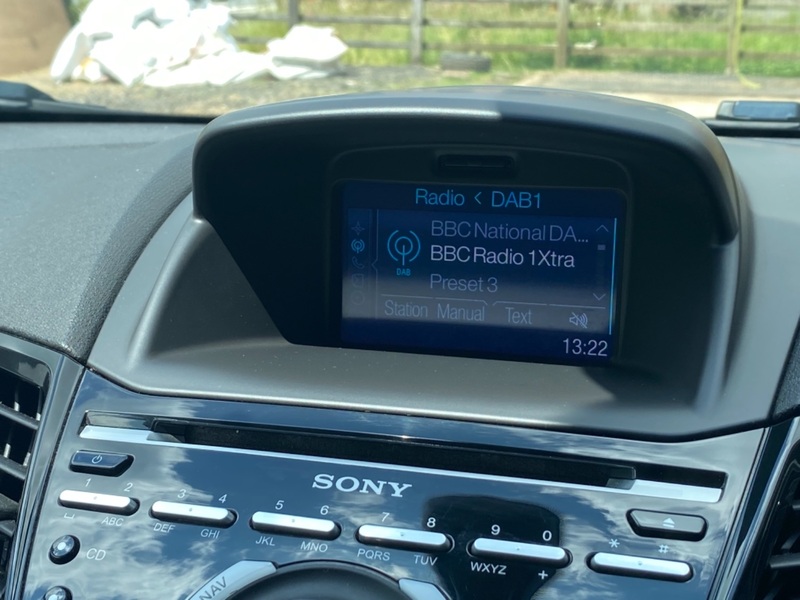 Radio < DAB1
BBC National DA...
BBC Radio 1Xtra
DAB
Preset 3
Station Manual Text
13:22
SONY
1 2 3 4 5 6 7 8 9 0 * #
ABC DEF GHI JKL MNO PQRS TUV WXYZ +
CD
NAV